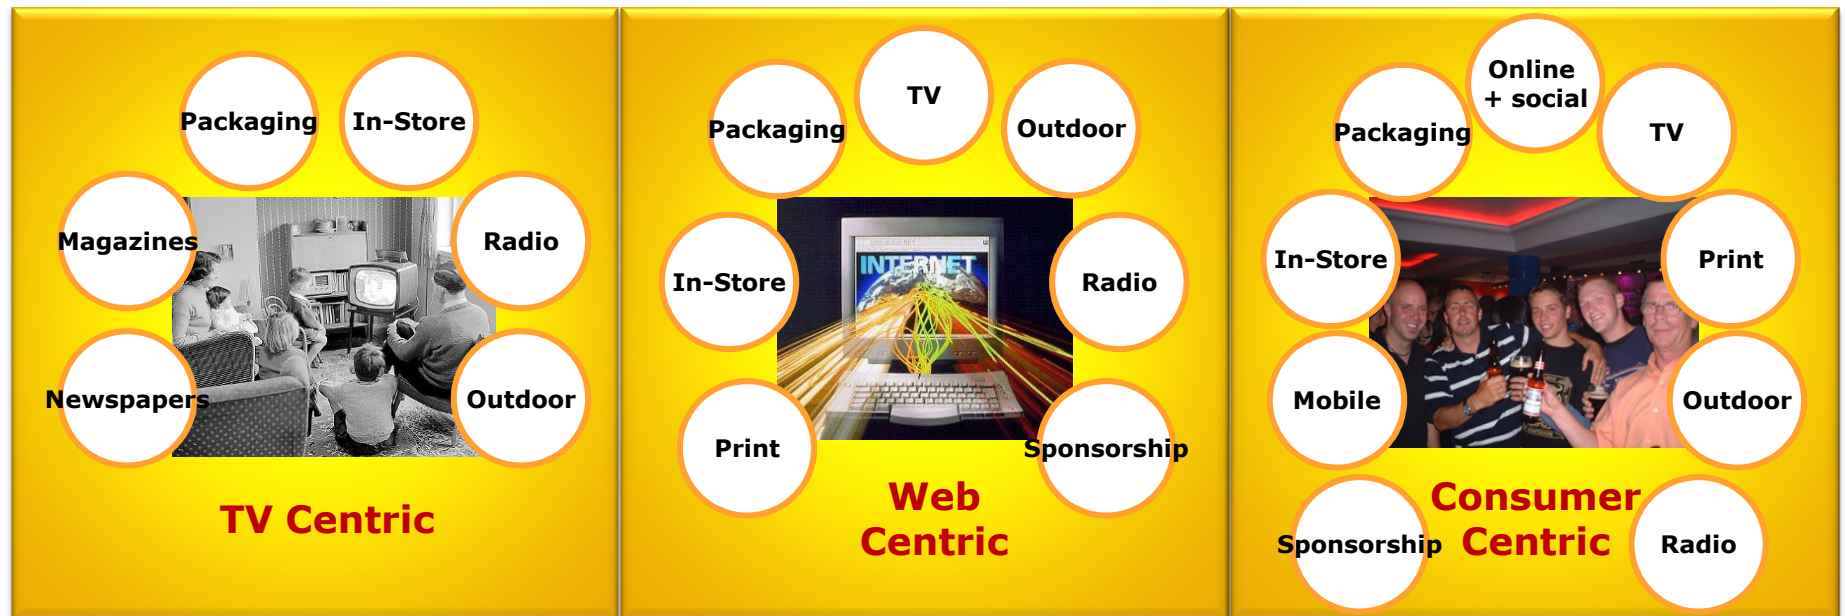 Packaging
In-Store
Magazines
Radio
Newspapers
Outdoor
TV Centric
TV
Packaging
Outdoor
INTERNET
In-Store
Radio
Print
Sponsorship
Web
Centric
Online
+ social
Packaging
TV
In-Store
Print
Mobile
Outdoor
Consumer
Centric
Sponsorship
Radio